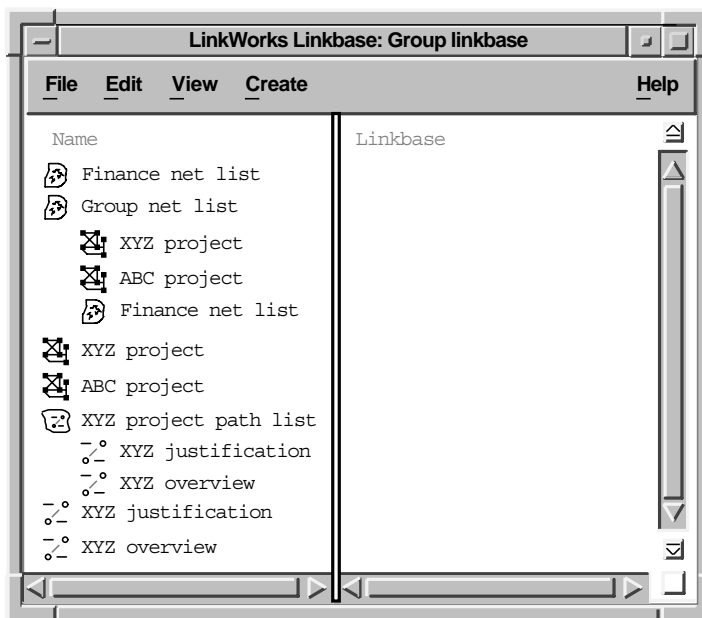 LinkWorks Linkbase: Group linkbase
File Edit View Create Help
Name Linkbase
Finance net list
Group net list
XYZ project
ABC project
Finance net list
XYZ project
ABC project
XYZ project path list
XYZ justification
XYZ overview
XYZ justification
XYZ overview